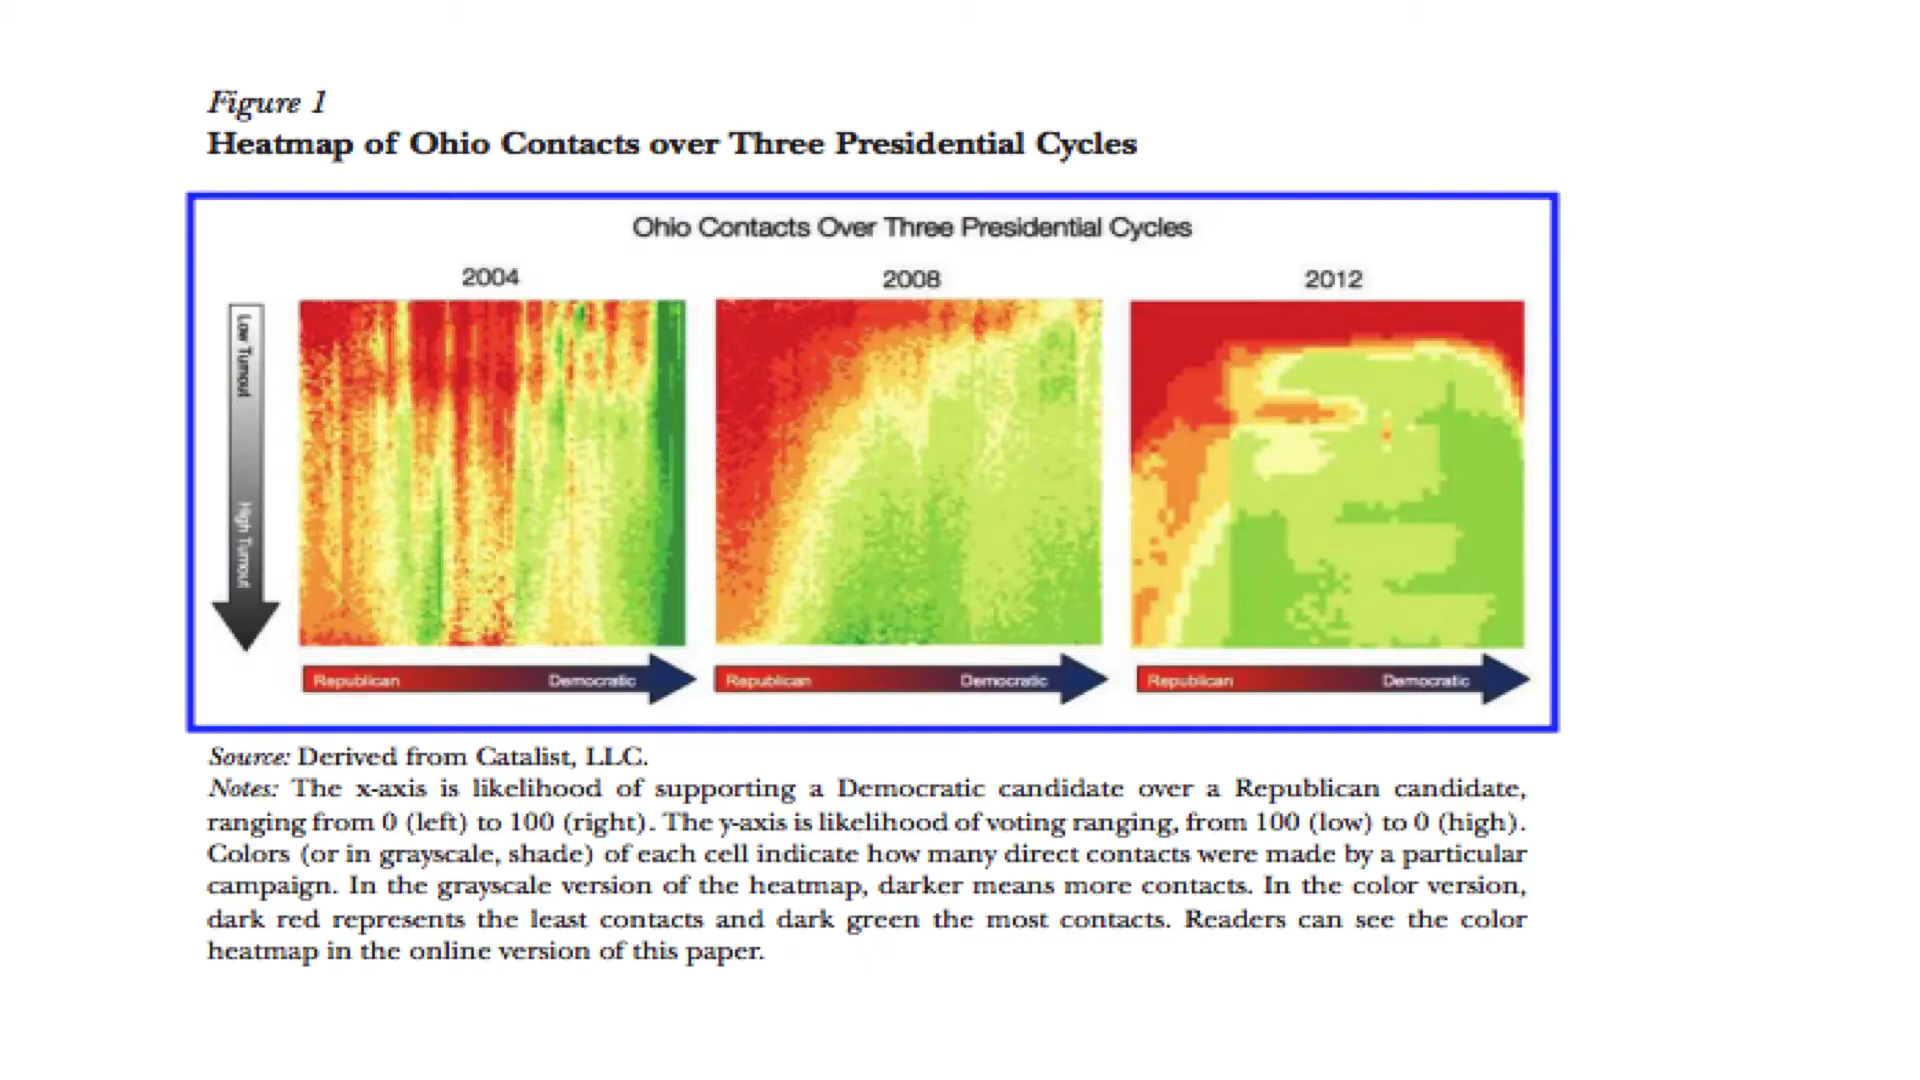 Figure 1
Heatmap of Ohio Contacts over Three Presidential Cycles
Ohio Contacts Over Three Presidential Cycles
2004 2008 2012
Low Turnout
High Turnout
Republican Democratic Republican Democratic Republican Democratic
Source: Derived from Catalist, LLC.
Notes: The x-axis is likelihood of supporting a Democratic candidate over a Republican candidate,
ranging from 0 (left) to 100 (right). The y-axis is likelihood of voting ranging, from 100 (low) to 0 (high).
Colors (or in grayscale, shade) of each cell indicate how many direct contacts were made by a particular
campaign. In the grayscale version of the heatmap, darker means more contacts. In the color version,
dark red represents the least contacts and dark green the most contacts. Readers can see the color
heatmap in the online version of this paper.